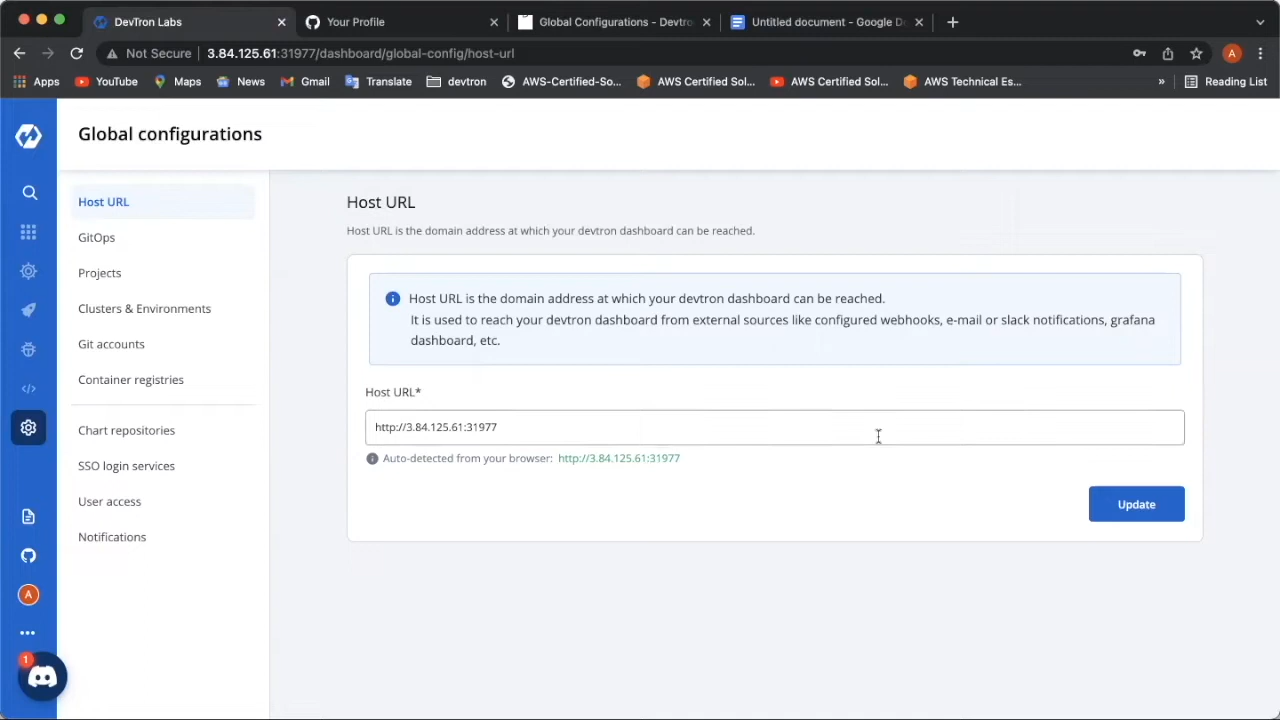 DevTron Labs
Your Profile
Global Configurations - Devtro
Untitled document - Google Do
Not Secure
3.84.125.61:31977/dashboard/global-config/host-url
A
Apps
YouTube
Maps
News
Gmail
Translate
devtron
AWS-Certified-So...
AWS Certified Sol...
AWS Certified Sol...
AWS Technical Es...
»
Reading List
Global configurations
Host URL
GitOps
Projects
Clusters & Environments
Git accounts
Container registries
Chart repositories
SSO login services
User access
Notifications
A
1
Host URL
Host URL is the domain address at which your devtron dashboard can be reached.
Host URL is the domain address at which your devtron dashboard can be reached.
It is used to reach your devtron dashboard from external sources like configured webhooks, e-mail or slack notifications, grafana
dashboard, etc.
Host URL*
http://3.84.125.61:31977
Auto-detected from your browser: http://3.84.125.61:31977
Update